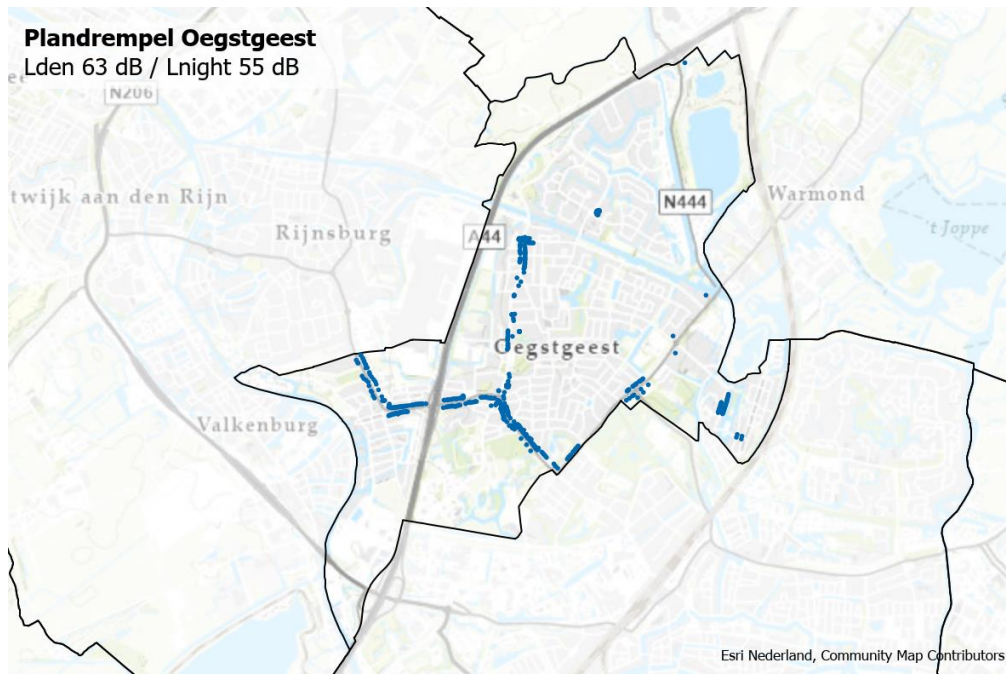 Plandrempel Oegstgeest
Lden 63 dB / Lnight 55 dB
N206
twijk aan den Rijn
Rijnsburg
A44
N444
Warmond
't Joppe
Oegstgeest
Valkenburg
Esri Nederland, Community Map Contributors